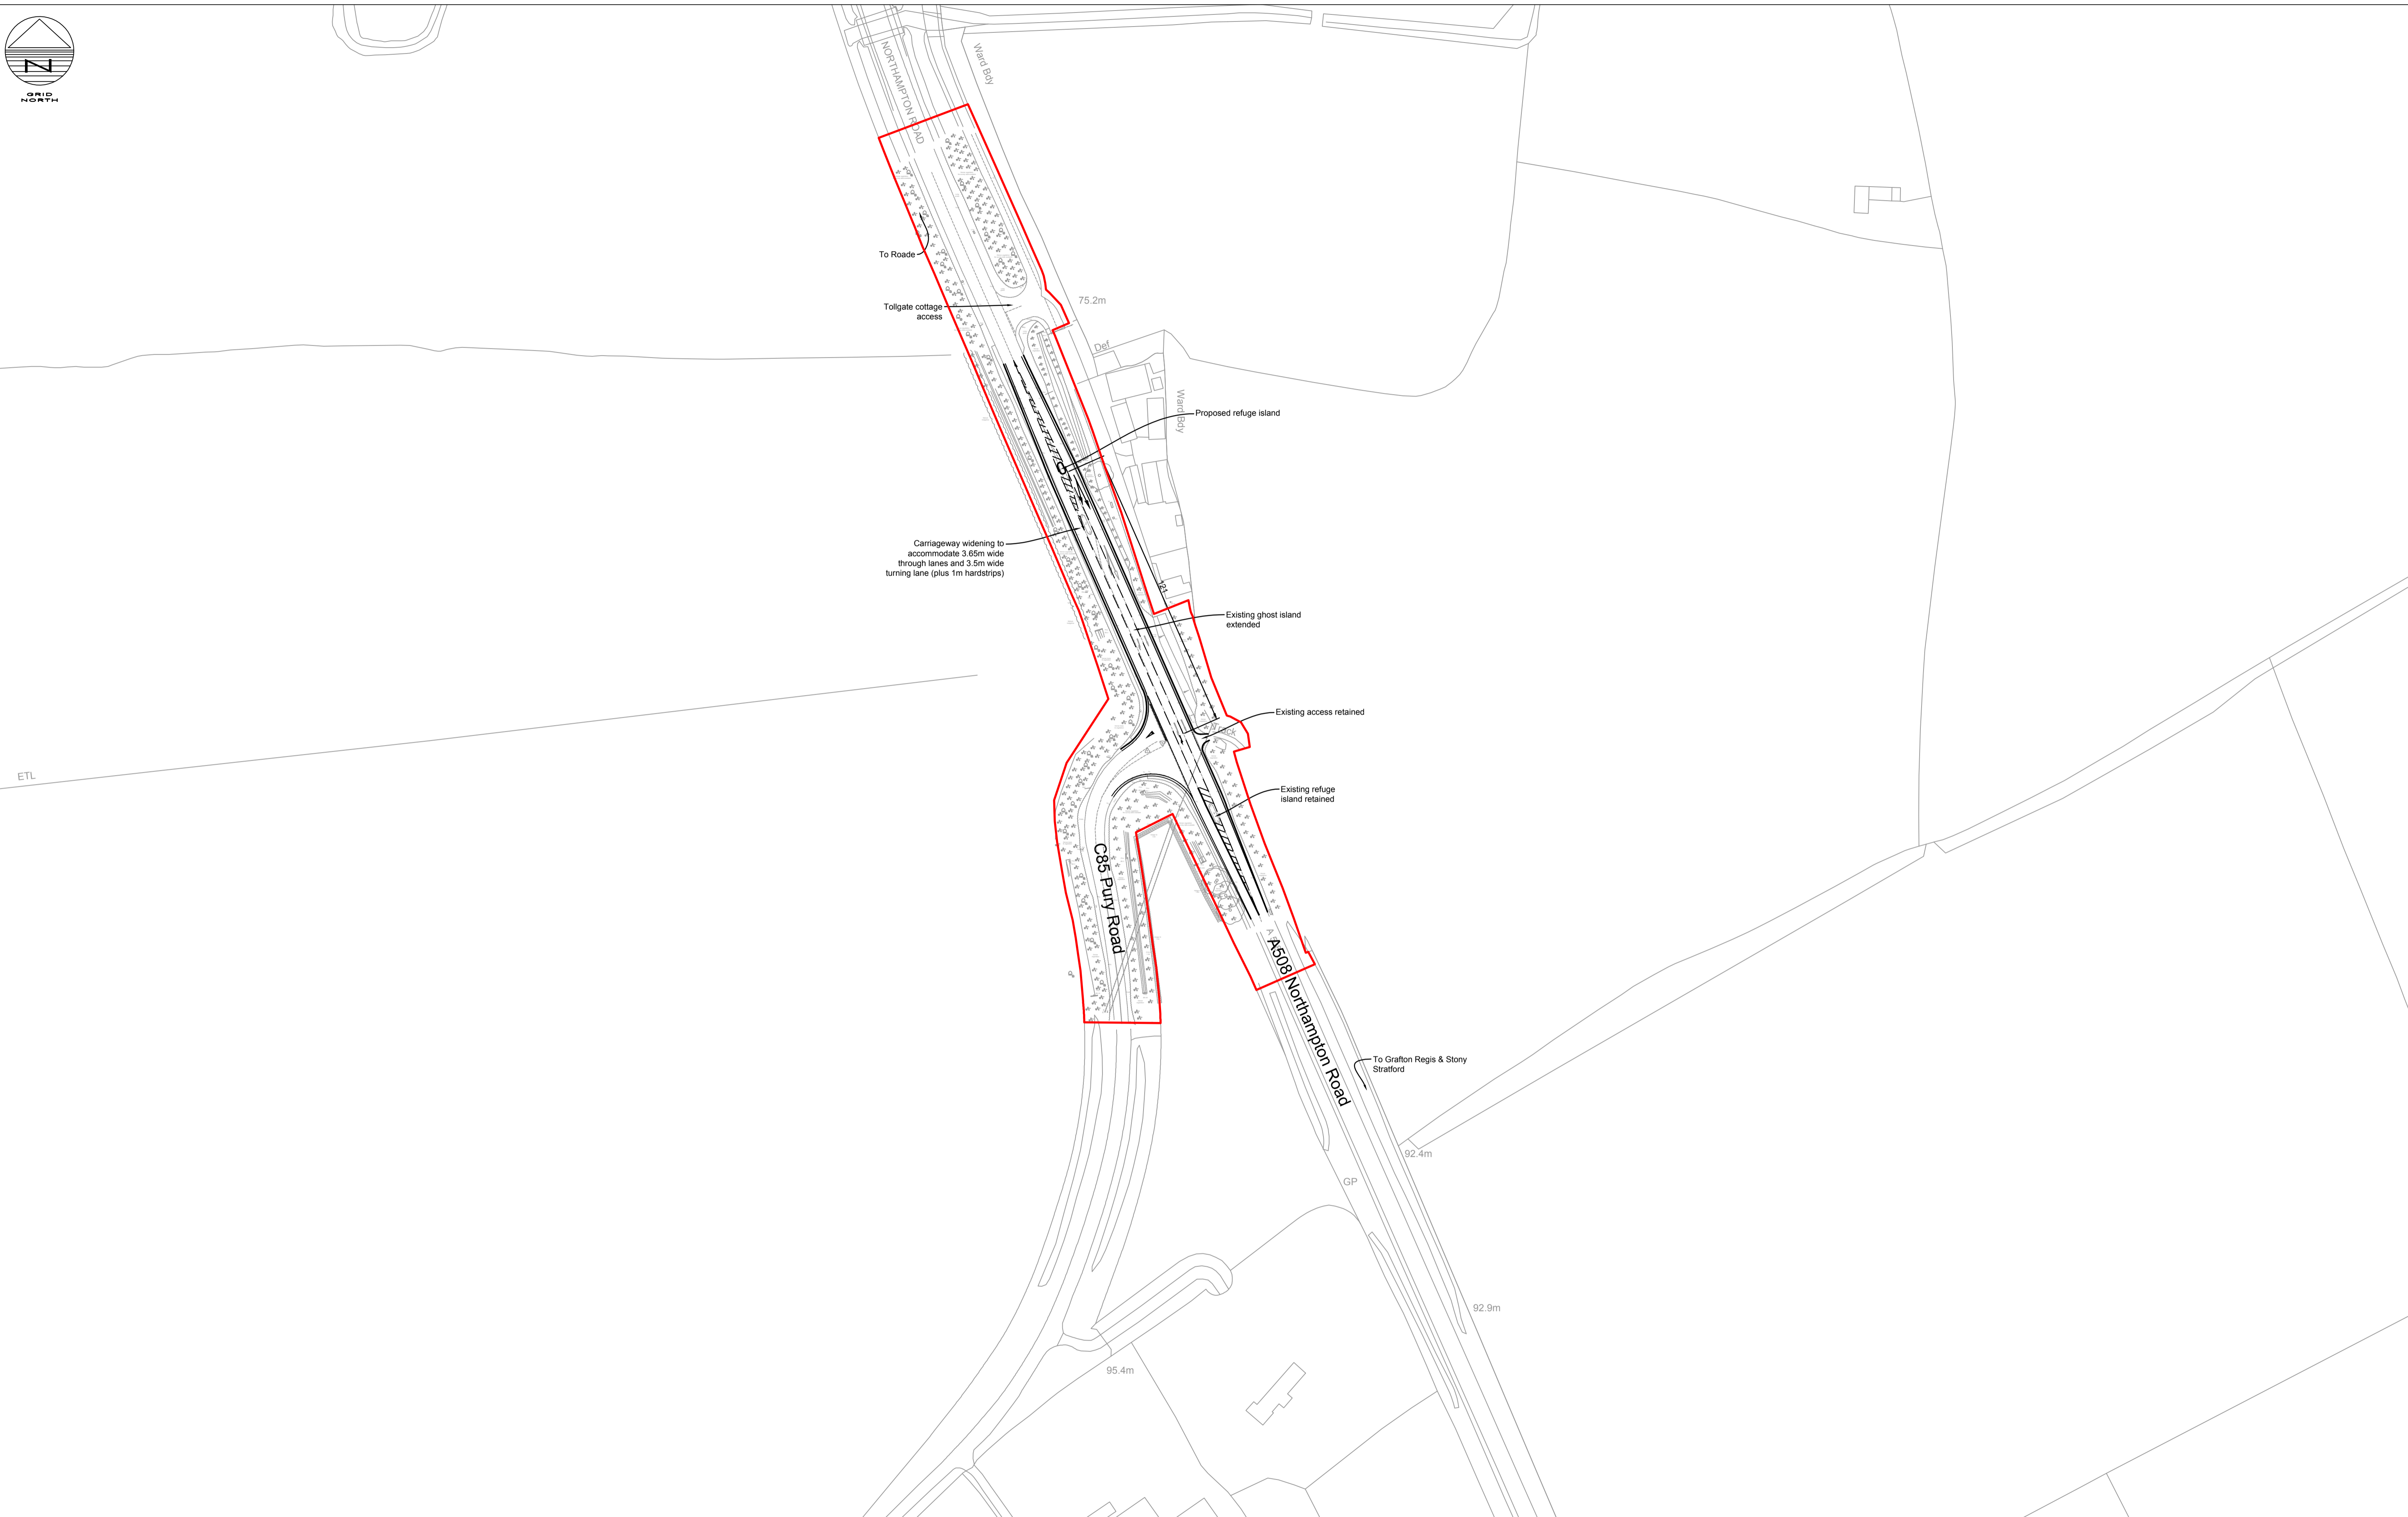 N
GRID
NORTH
NORTHAMPTON ROAD
Ward Bdy
To Roade
Tollgate cottage
access
75.2m
Def
Ward Bdy
Proposed refuge island
Carriageway widening to
accommodate 3.65m wide
through lanes and 3.5m wide
turning lane (plus 1m hardstrips)
121
Existing ghost island
extended
Existing access retained
Track
ETL
Existing refuge
island retained
C85 Pury Road
A508 Northampton Road
To Grafton Regis & Stony
Stratford
92.4m
GP
92.9m
95.4m